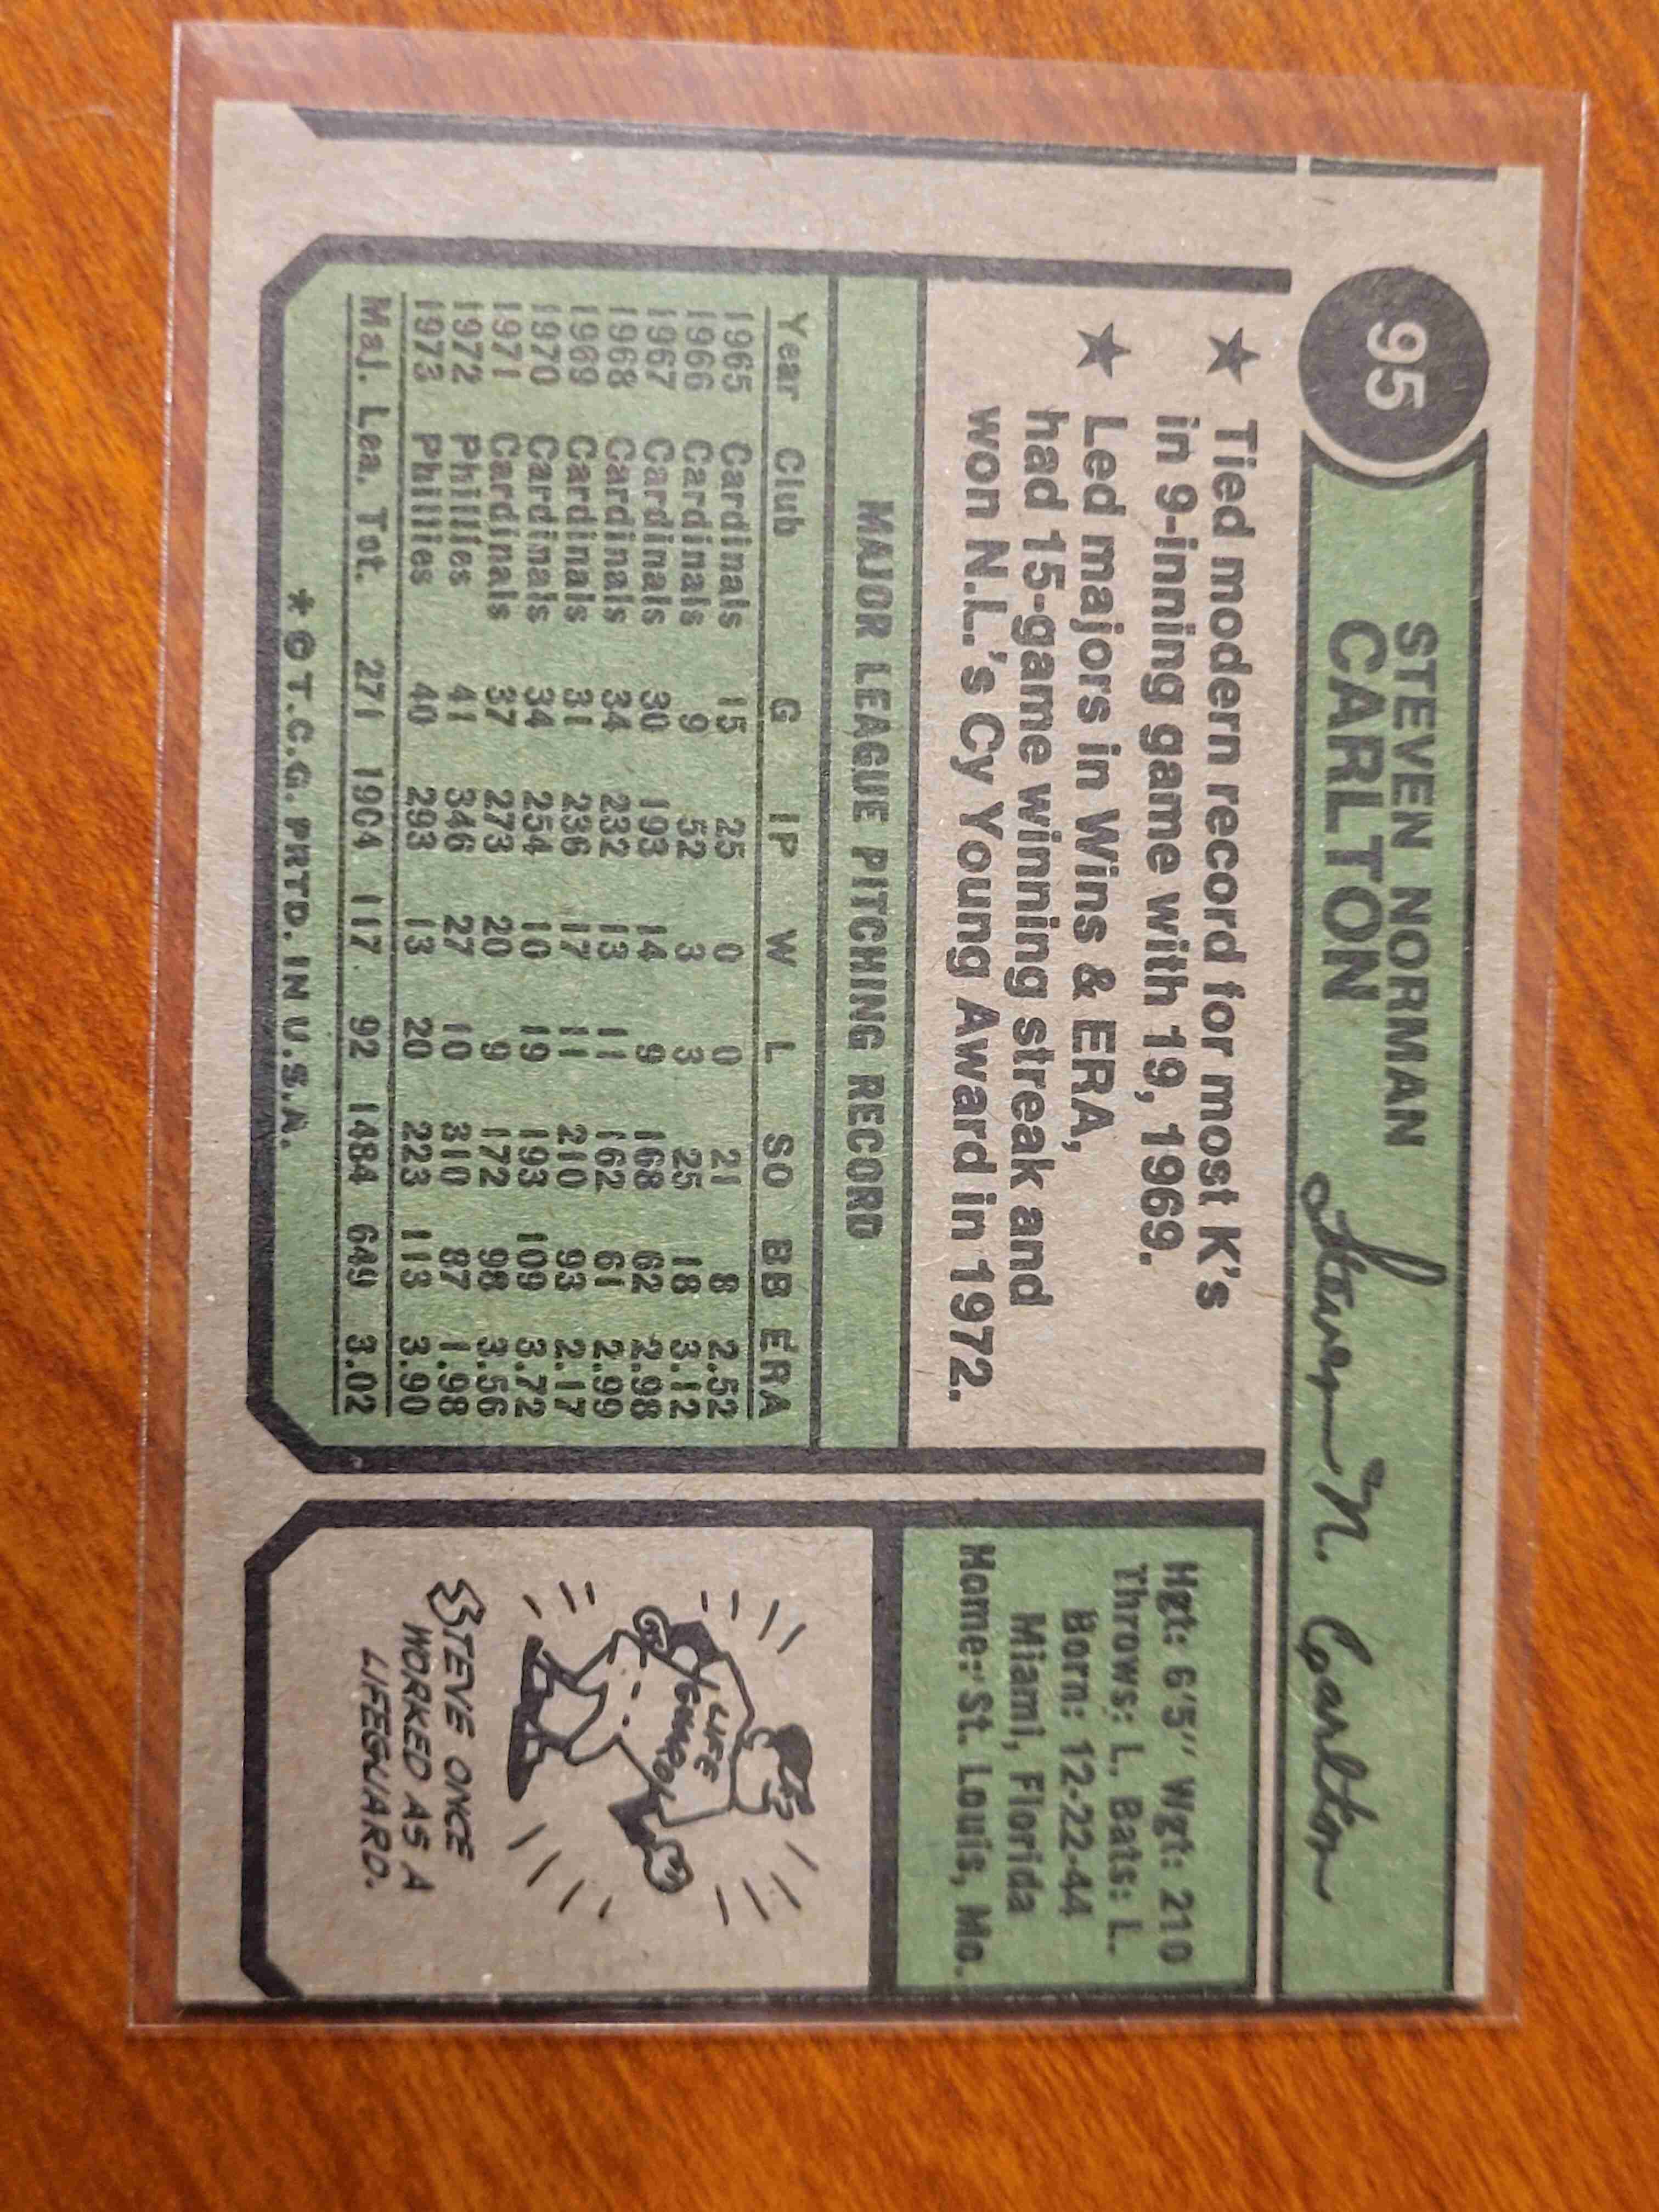 95
STEVEN NORMAN
CARLTON
Steven N. Carlton
★ Tied modern record for most K's
in 9-inning game with 19, 1969.
★ Led majors in Wins & ERA,
had 15-game winning streak and
won N.L.'s Cy Young Award in 1972.
Hgt: 6'5" Wgt: 210
Throws: L. Bats: L.
Born: 12-22-44
Miami, Florida
Home: St. Louis, Mo.
MAJOR LEAGUE PITCHING RECORD
Year Club G IP W L SO BB ERA
1965 Cardinals 15 25 0 0 21 8 2.52
1966 Cardinals 9 52 3 3 25 18 3.12
1967 Cardinals 30 193 14 9 168 62 2.98
1968 Cardinals 34 232 13 11 162 61 2.99
1969 Cardinals 31 236 17 11 210 93 2.17
1970 Cardinals 34 254 10 19 193 109 3.72
1971 Cardinals 37 273 20 9 172 98 3.56
1972 Phillies 41 346 27 10 310 87 1.98
1973 Phillies 40 293 13 20 223 113 3.90
Maj. Lea. Tot. 271 1904 117 92 1484 649 3.02
* © T.C.G. PRTD. IN U.S.A.
LIFE
GUARD
STEVE ONCE
WORKED AS A
LIFEGUARD.